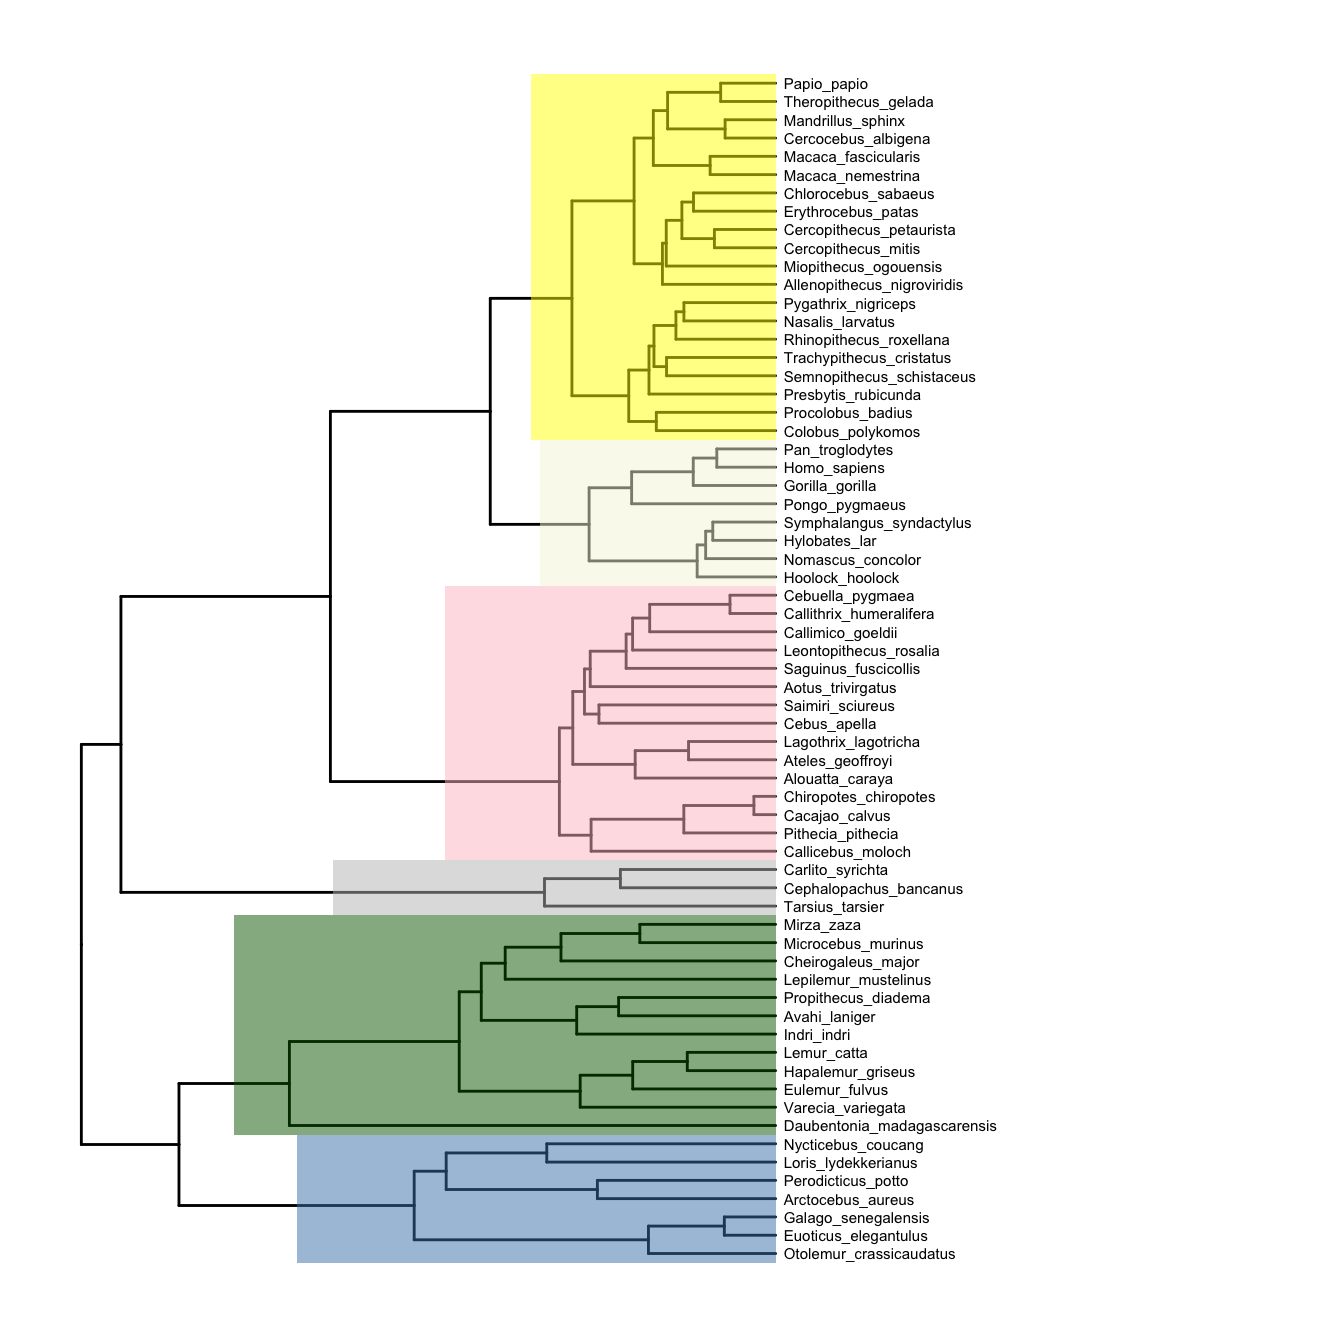 Papio_papio
Theropithecus_gelada
Mandrillus_sphinx
Cercocebus_albigena
Macaca_fascicularis
Macaca_nemestrina
Chlorocebus_sabaeus
Erythrocebus_patas
Cercopithecus_petaurista
Cercopithecus_mitis
Miopithecus_ogouensis
Allenopithecus_nigroviridis
Pygathrix_nigriceps
Nasalis_larvatus
Rhinopithecus_roxellana
Trachypithecus_cristatus
Semnopithecus_schistaceus
Presbytis_rubicunda
Procolobus_badius
Colobus_polykomos
Pan_troglodytes
Homo_sapiens
Gorilla_gorilla
Pongo_pygmaeus
Symphalangus_syndactylus
Hylobates_lar
Nomascus_concolor
Hoolock_hoolock
Cebuella_pygmaea
Callithrix_humeralifera
Callimico_goeldii
Leontopithecus_rosalia
Saguinus_fuscicollis
Aotus_trivirgatus
Saimiri_sciureus
Cebus_apella
Lagothrix_lagotricha
Ateles_geoffroyi
Alouatta_caraya
Chiropotes_chiropotes
Cacajao_calvus
Pithecia_pithecia
Callicebus_moloch
Carlito_syrichta
Cephalopachus_bancanus
Tarsius_tarsier
Mirza_zaza
Microcebus_murinus
Cheirogaleus_major
Lepilemur_mustelinus
Propithecus_diadema
Avahi_laniger
Indri_indri
Lemur_catta
Hapalemur_griseus
Eulemur_fulvus
Varecia_variegata
Daubentonia_madagascarensis
Nycticebus_coucang
Loris_lydekkerianus
Perodicticus_potto
Arctocebus_aureus
Galago_senegalensis
Euoticus_elegantulus
Otolemur_crassicaudatus